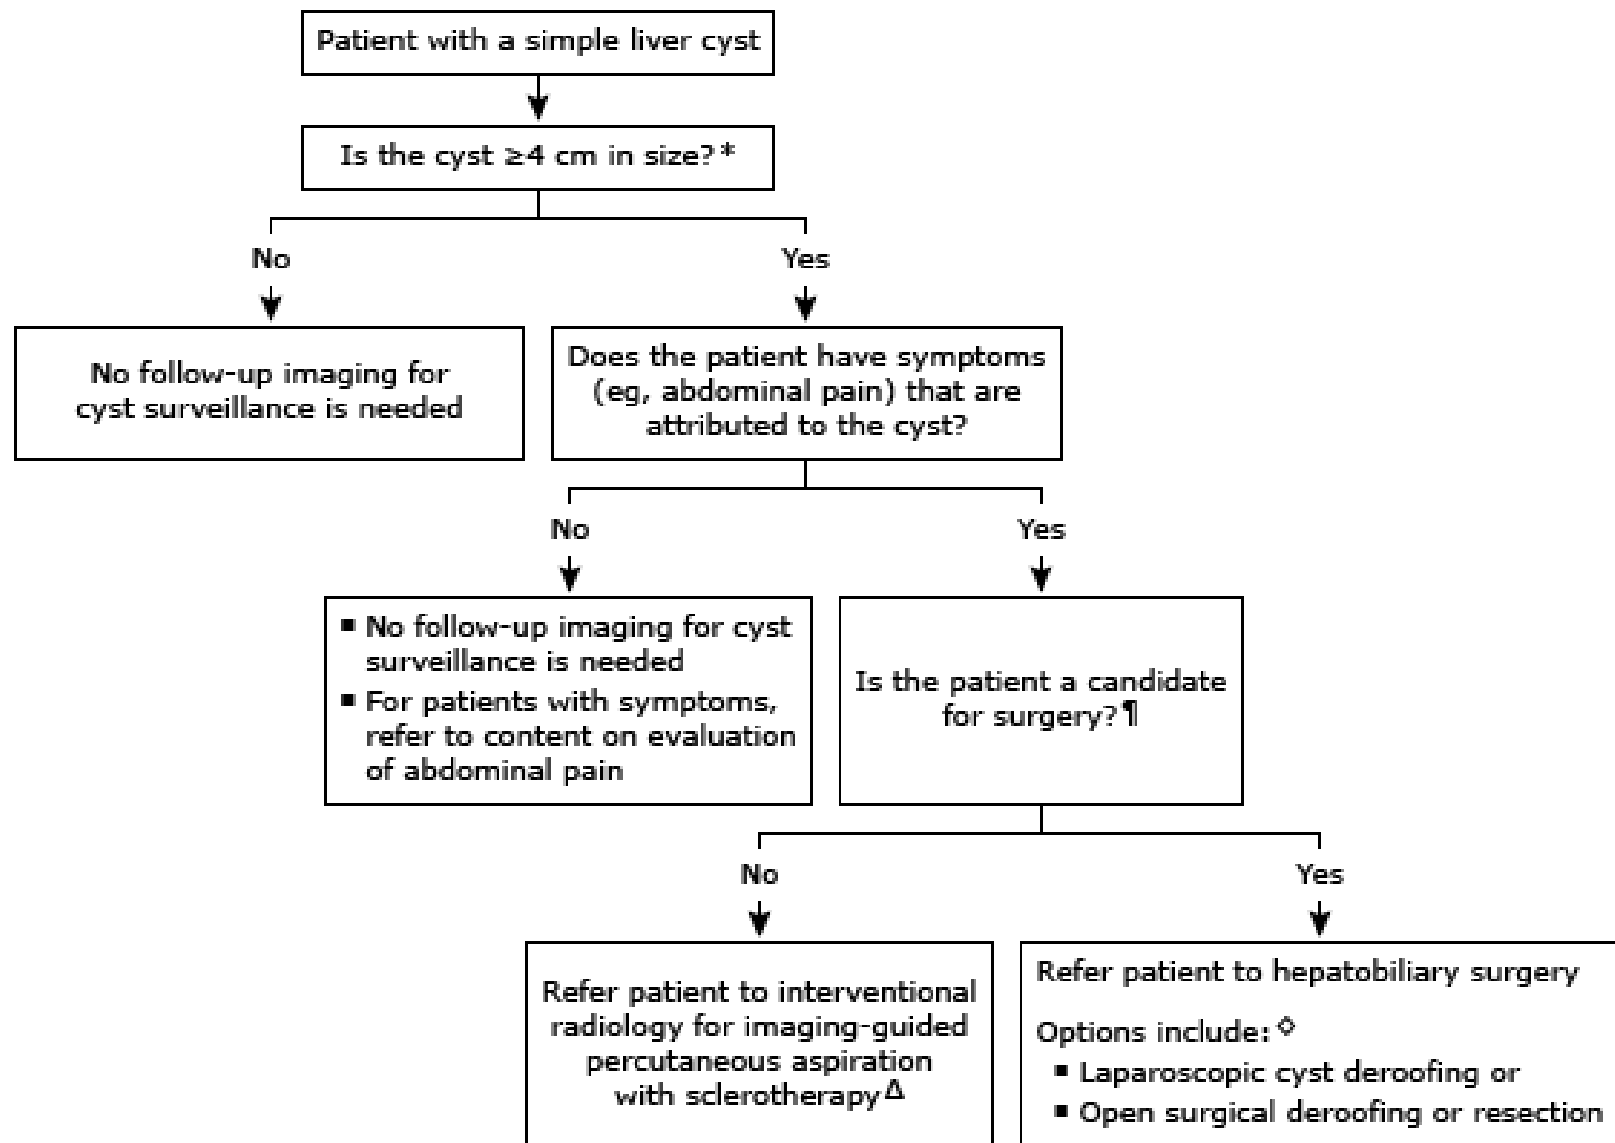 Patient with a simple liver cyst
Is the cyst ≥4 cm in size?*
No
Yes
No follow-up imaging for
cyst surveillance is needed
Does the patient have symptoms
(eg, abdominal pain) that are
attributed to the cyst?
No
Yes
▪ No follow-up imaging for cyst
surveillance is needed
▪ For patients with symptoms,
refer to content on evaluation
of abdominal pain
Is the patient a candidate
for surgery?¶
No
Yes
Refer patient to interventional
radiology for imaging-guided
percutaneous aspiration
with sclerotherapyΔ
Refer patient to hepatobiliary surgery
Options include:◊
▪ Laparoscopic cyst deroofing or
▪ Open surgical deroofing or resection